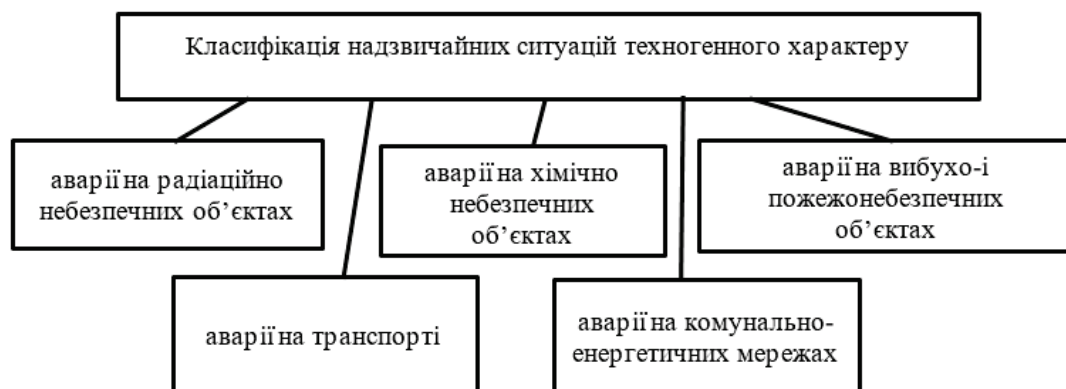 Класифікація надзвичайних ситуацій техногенного характеру
аварії на радіаційно
небезпечних об’єктах
аварії на хімічно
небезпечних
об’єктах
аварії на вибухо-і
пожежонебезпечних
об’єктах
аварії на транспорті
аварії на комунально-
енергетичних мережах